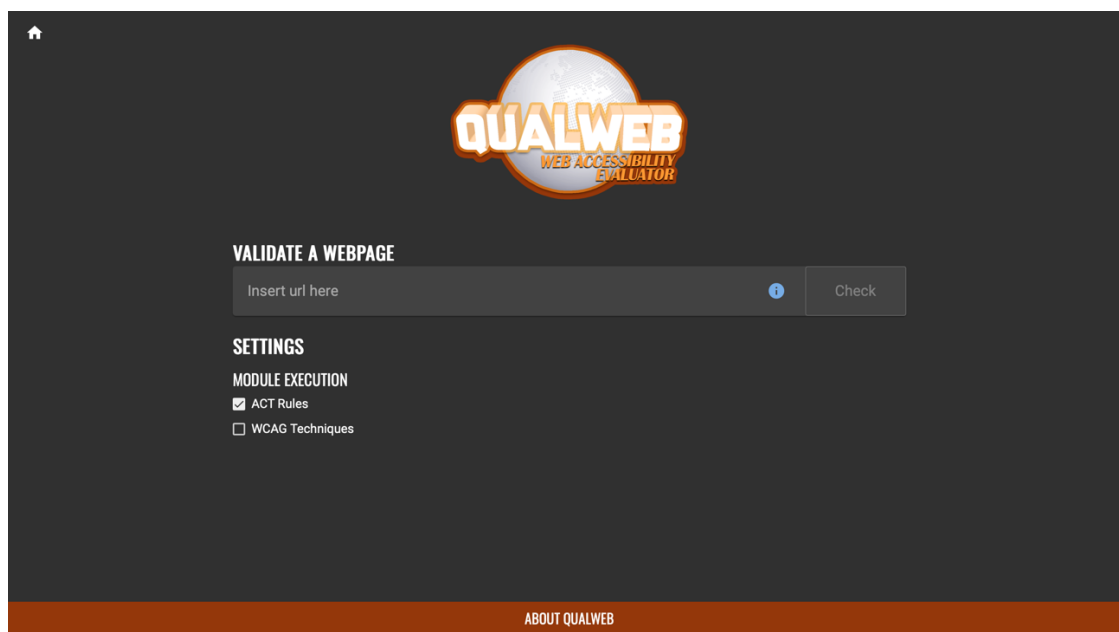 QUALWEB
WEB ACCESSIBILITY
EVALUATOR
VALIDATE A WEBPAGE
Insert url here
Check
SETTINGS
MODULE EXECUTION
ACT Rules
WCAG Techniques
ABOUT QUALWEB